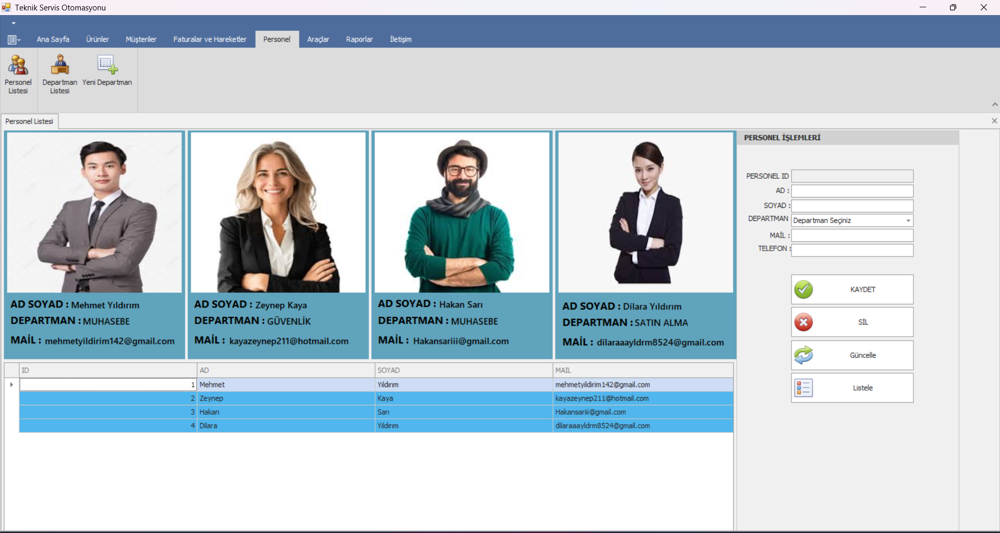 Teknik Servis Otomasyonu
Ana Sayfa Ürünler Müşteriler Faturalar ve Hareketler Personel Araçlar Raporlar İletişim
Personel Listesi
Departman Listesi
Yeni Departman
Personel Listesi
AD SOYAD : Mehmet Yıldırım
DEPARTMAN : MUHASEBE
MAİL : mehmetyildirim142@gmail.com
AD SOYAD : Zeynep Kaya
DEPARTMAN : GÜVENLİK
MAİL : kayazeynep211@hotmail.com
AD SOYAD : Hakan Sarı
DEPARTMAN : MUHASEBE
MAİL : Hakansariii@gmail.com
AD SOYAD : Dilara Yıldırım
DEPARTMAN : SATIN ALMA
MAİL : dilaraaayldrm8524@gmail.com
ID AD SOYAD MAIL
1 Mehmet Yıldırım mehmetyildirim142@gmail.com
2 Zeynep Kaya kayazeynep211@hotmail.com
3 Hakan Sarı Hakansariii@gmail.com
4 Dilara Yıldırım dilaraaayldrm8524@gmail.com
PERSONEL İŞLEMLERİ
PERSONEL ID
AD :
SOYAD :
DEPARTMAN : Departman Seçiniz
MAİL :
TELEFON :
KAYDET
SİL
Güncelle
Listele